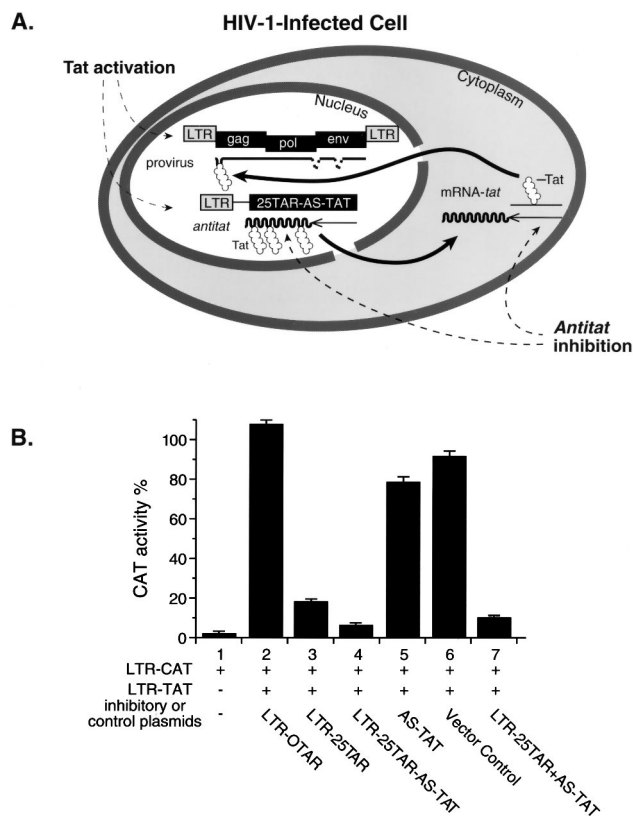 A.
HIV-1-Infected Cell
Tat activation
Cytoplasm
Nucleus
LTR gag pol env LTR
provirus
–Tat
LTR 25TAR-AS-TAT
mRNA-tat
antitat
Tat
Antitat
inhibition
B.
CAT activity %
100
80
60
40
20
0
1 2 3 4 5 6 7
LTR-CAT + + + + + + +
LTR-TAT - + + + + + +
inhibitory or
control plasmids -
LTR-OTAR
LTR-25TAR
LTR-25TAR-AS-TAT
AS-TAT
Vector Control
LTR-25TAR+AS-TAT